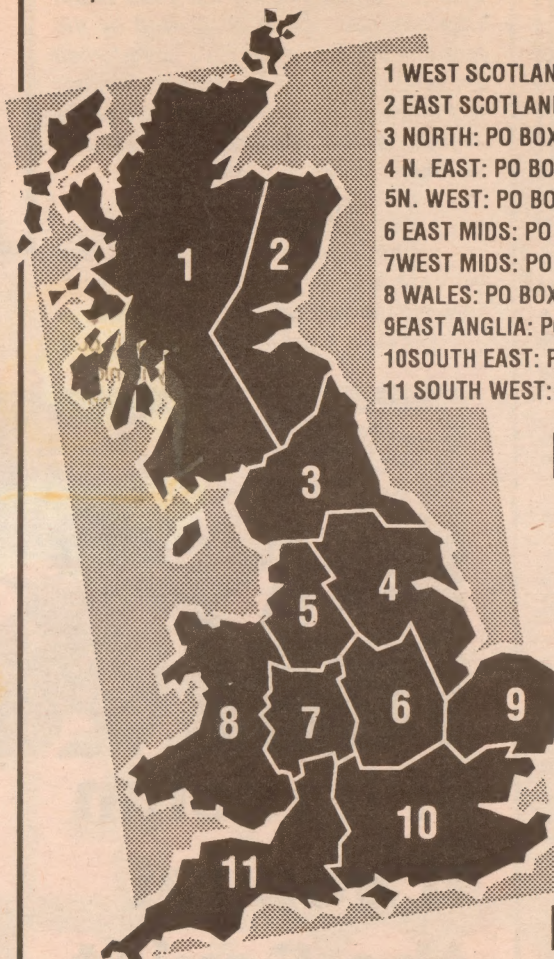 1 WEST SCOTLAN
2 EAST SCOTLAN
3 NORTH: PO BOX
4 N. EAST: PO BO
5N. WEST: PO BO
6 EAST MIDS: PO
7WEST MIDS: PO
8 WALES: PO BOX
9EAST ANGLIA: P
10SOUTH EAST:
11 SOUTH WEST:
1
2
3
4
5
6
7
8
9
10
11